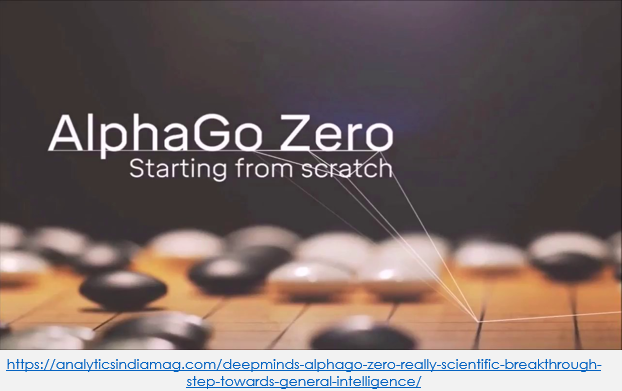 AlphaGo Zero
Starting from scratch
https://analyticsindiamag.com/deepminds-alphago-zero-really-scientific-breakthrough-
step-towards-general-intelligence/